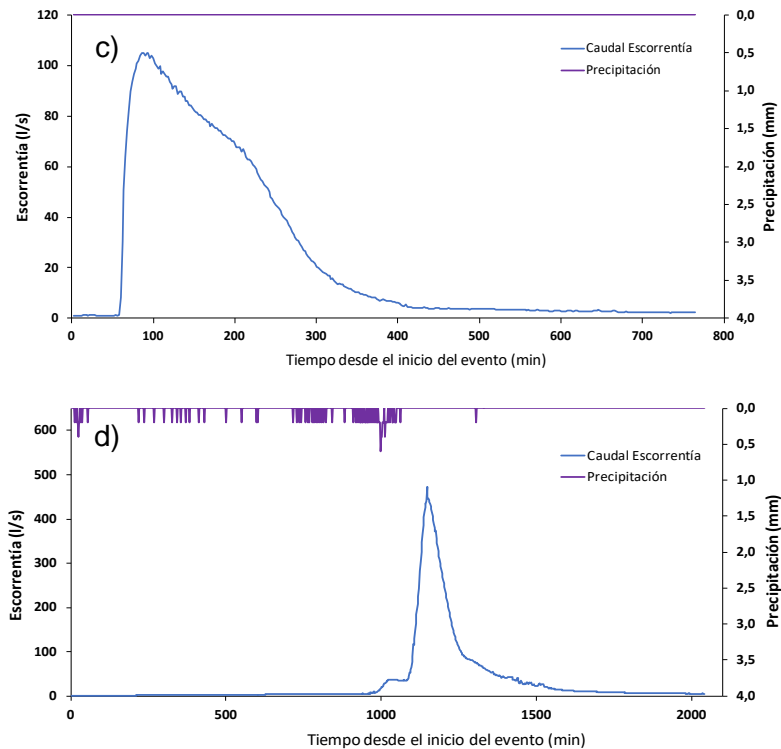 c)
Caudal Escorrentía
Precipitación
Escorrentía (l/s)
120
100
80
60
40
20
0
0,0
0,5
1,0
1,5
2,0
2,5
3,0
3,5
4,0
Precipitación (mm)
0 100 200 300 400 500 600 700 800
Tiempo desde el inicio del evento (min)
d)
Caudal Escorrentía
Precipitación
Escorrentía (l/s)
600
500
400
300
200
100
0
0,0
0,5
1,0
1,5
2,0
2,5
3,0
3,5
4,0
Precipitación (mm)
0 500 1000 1500 2000
Tiempo desde el inicio del evento (min)